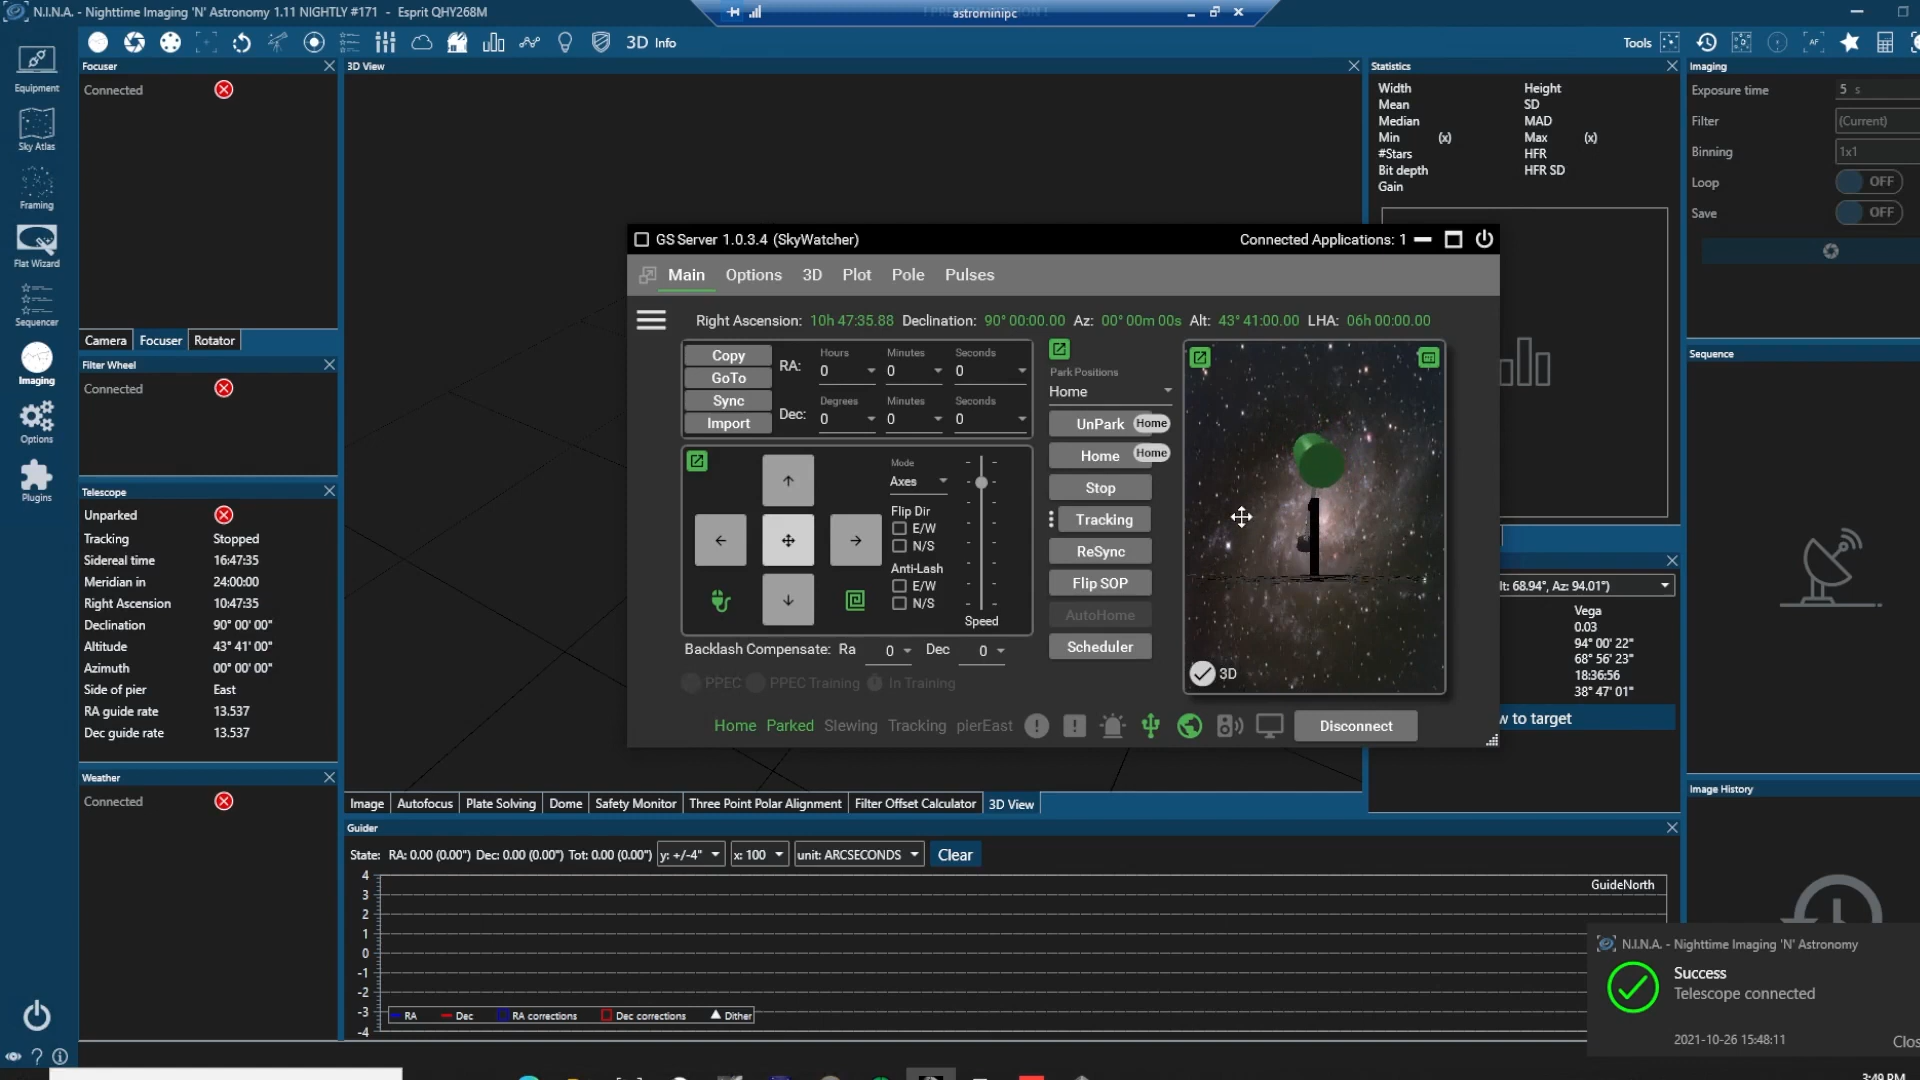 N.I.N.A. - Nighttime Imaging 'N' Astronomy 1.11 NIGHTLY #171 - Esprit QHY268M
astrominipc
3D Info
Tools
Equipment
Sky Atlas
Framing
Flat Wizard
Sequencer
Imaging
Options
Plugins
Focuser
Connected
Camera Focuser Rotator
Filter Wheel
Connected
Telescope
Unparked
Tracking Stopped
Sidereal time 16:47:35
Meridian in 24:00:00
Right Ascension 10:47:35
Declination 90° 00' 00"
Altitude 43° 41' 00"
Azimuth 00° 00' 00"
Side of pier East
RA guide rate 13.537
Dec guide rate 13.537
Weather
Connected
3D View
GS Server 1.0.3.4 (SkyWatcher)
Connected Applications: 1
Main Options 3D Plot Pole Pulses
Right Ascension: 10h 47:35.88 Declination: 90° 00:00.00 Az: 00° 00m 00s Alt: 43° 41:00.00 LHA: 06h 00:00.00
Copy
GoTo
Sync
Import
Hours Minutes Seconds
RA: 0 0 0
Degrees Minutes Seconds
Dec: 0 0 0
Mode
Axes
Flip Dir
E/W
N/S
Anti-Lash
E/W
N/S
Speed
Backlash Compensate: Ra 0 Dec 0
PPEC PPEC Training In Training
Park Positions
Home
UnPark Home
Home Home
Stop
Tracking
ReSync
Flip SOP
AutoHome
Scheduler
3D
Home Parked Slewing Tracking pierEast
Disconnect
Image Autofocus Plate Solving Dome Safety Monitor Three Point Polar Alignment Filter Offset Calculator 3D View
Guider
State: RA: 0.00 (0.00") Dec: 0.00 (0.00") Tot: 0.00 (0.00") y: +/-4" x: 100 unit: ARCSECONDS Clear
GuideNorth
4
3
2
1
0
-1
-2
-3
-4
RA Dec RA corrections Dec corrections Dither
Statistics
Width Height
Mean SD
Median MAD
Min (x) Max (x)
#Stars HFR
Bit depth HFR SD
Gain
lt: 68.94°, Az: 94.01°)
Vega
0.03
94° 00' 22"
68° 56' 23"
18:36:56
38° 47' 01"
w to target
Imaging
Exposure time 5 s
Filter (Current)
Binning 1x1
Loop OFF
Save OFF
Sequence
Image History
N.I.N.A. - Nighttime Imaging 'N' Astronomy
Success
Telescope connected
2021-10-26 15:48:11
Clos
3:49 PM